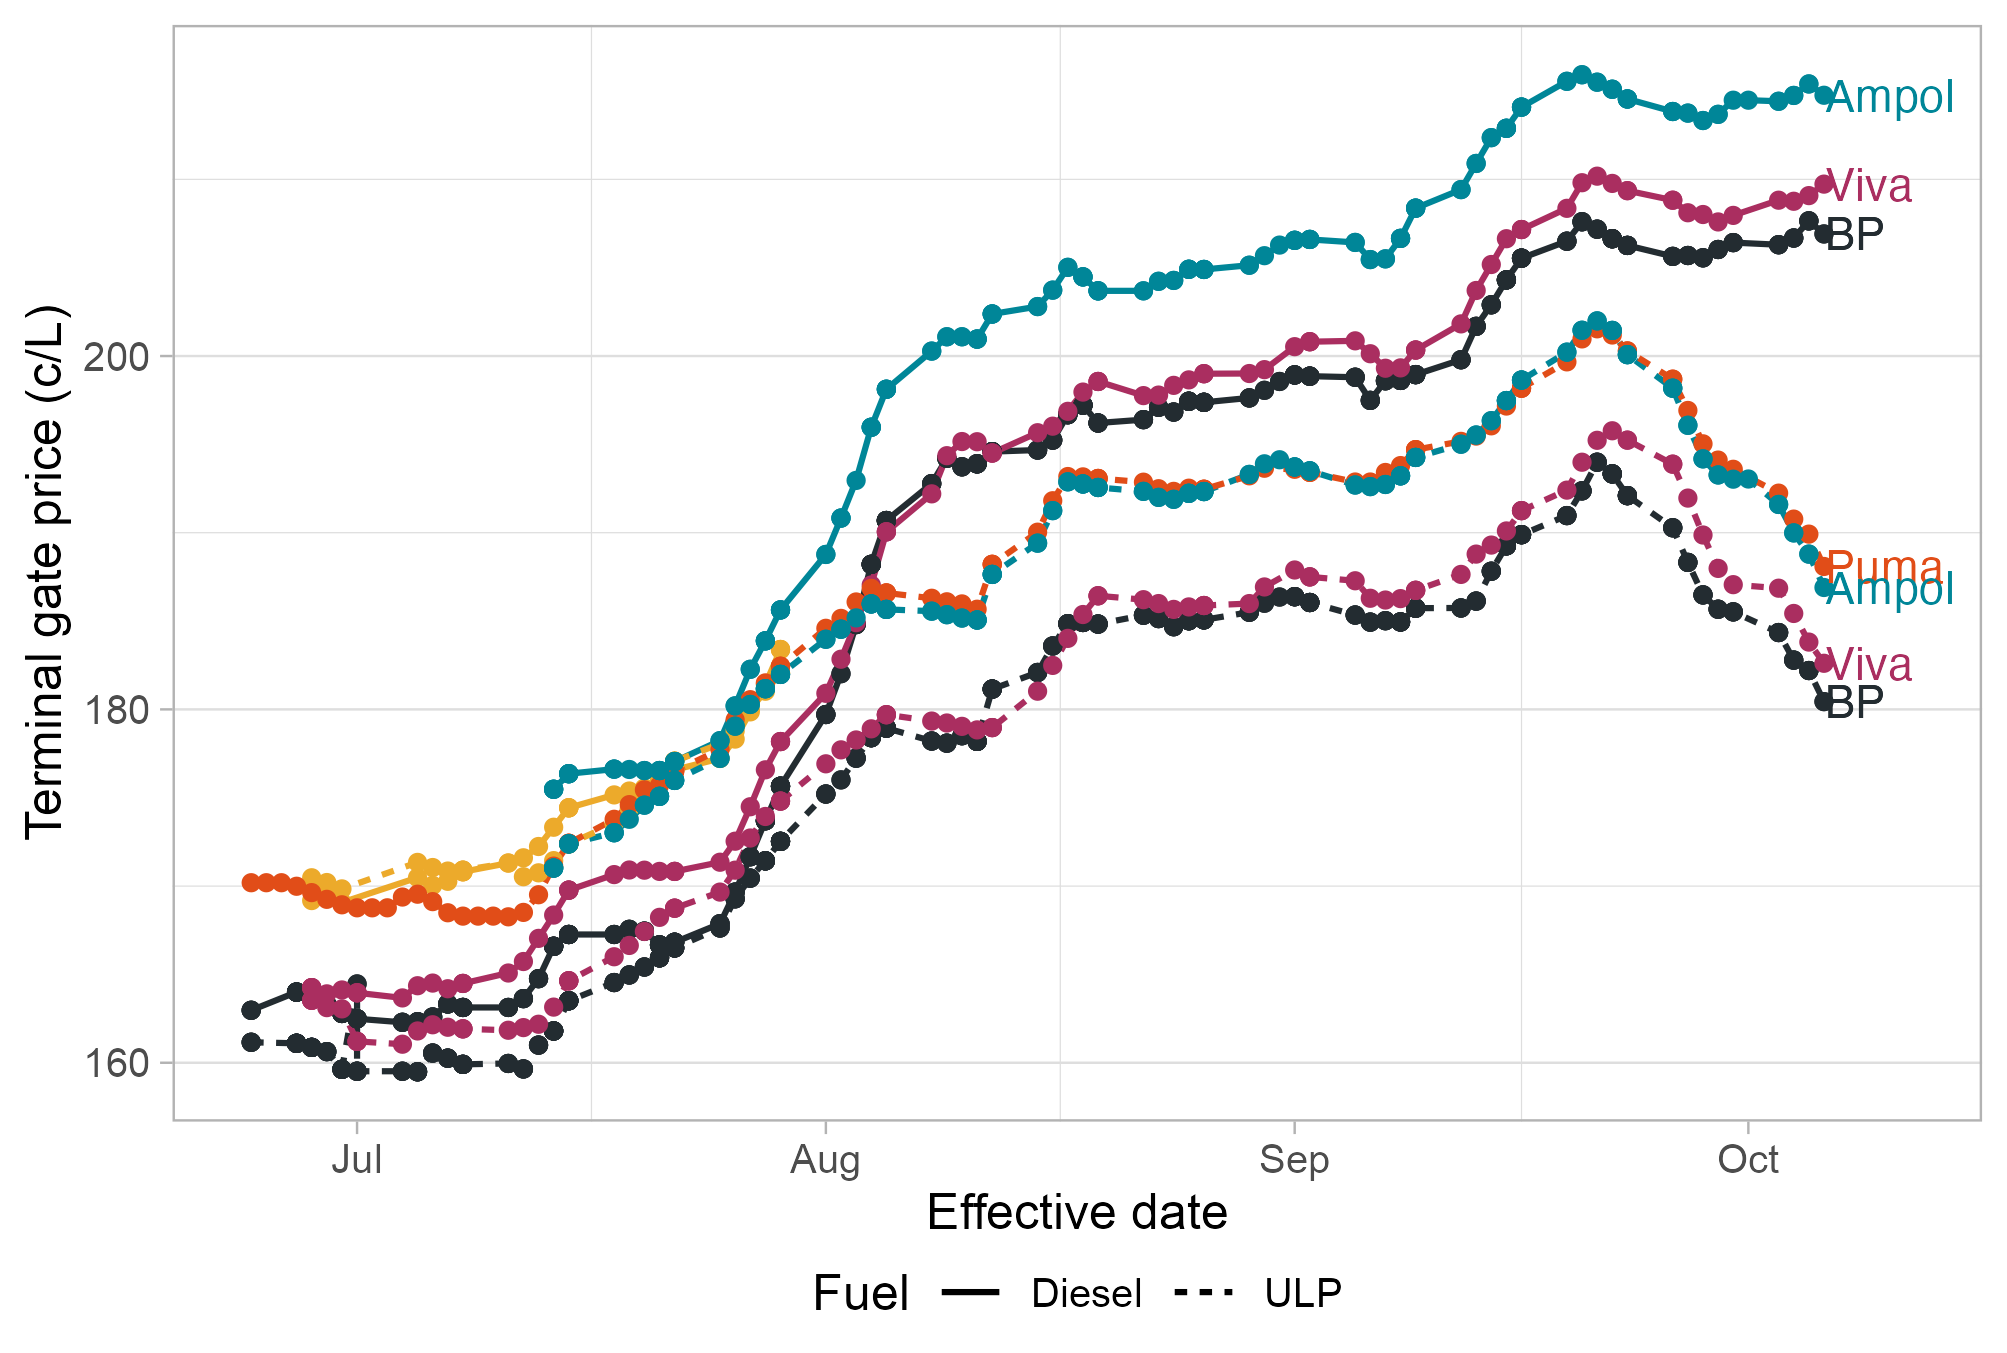 Terminal gate price (c/L)
200
180
160
Ampol
Viva
BP
Puma
Ampol
Viva
BP
Jul Aug Sep Oct
Effective date
Fuel Diesel ULP